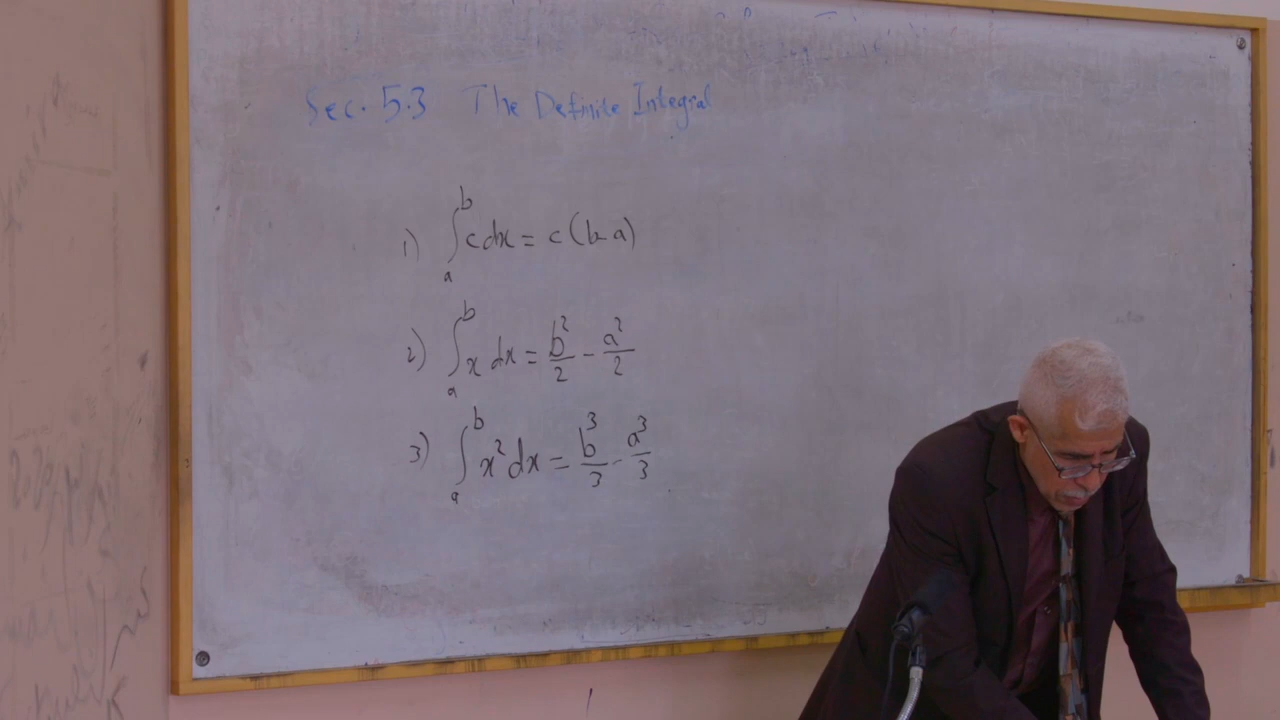 Sec. 5.3 The Definite Integral
1) ∫_a^b c dx = c(b-a)
2) ∫_a^b x dx = b²/2 - a²/2
3) ∫_a^b x² dx = b³/3 - a³/3